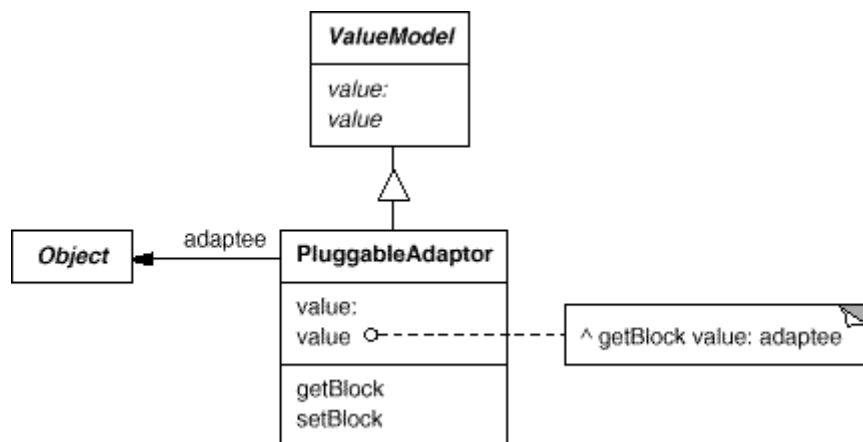 ValueModel
value:
value
adaptee
Object
PluggableAdaptor
value:
value
^ getBlock value: adaptee
getBlock
setBlock